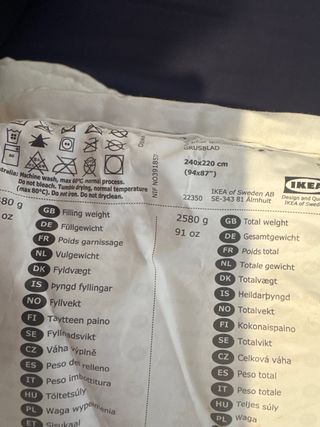 GRUSBLAD
240x220 cm
(94x87")
Machine wash, max 60°C, normal process.
Do not bleach. Tumble drying, normal temperature
(max 80°C). Do not iron. Do not dryclean.
22350
IKEA of Sweden AB
SE-343 81 Älmhult
IKEA
Design and
IKEA of
oz
GB Filling weight
DE Füllgewicht
FR Poids garnissage
NL Vulgewicht
DK Fyldvægt
IS Þyngd fyllingar
NO Fyllvekt
FI Täytteen paino
SE Fyllnadsvikt
CZ Váha výplně
ES Peso del relleno
IT Peso imbottitura
HU Töltetsúly
PL Waga wypełnienia
ET Sisukaal
2580 g
91 oz
GB Total weight
DE Gesamtgewicht
FR Poids total
NL Totale gewicht
DK Totalvægt
IS Heildarþyngd
NO Totalvekt
FI Kokonaispaino
SE Totalvikt
CZ Celková váha
ES Peso total
IT Peso totale
HU Teljes súly
PL Waga